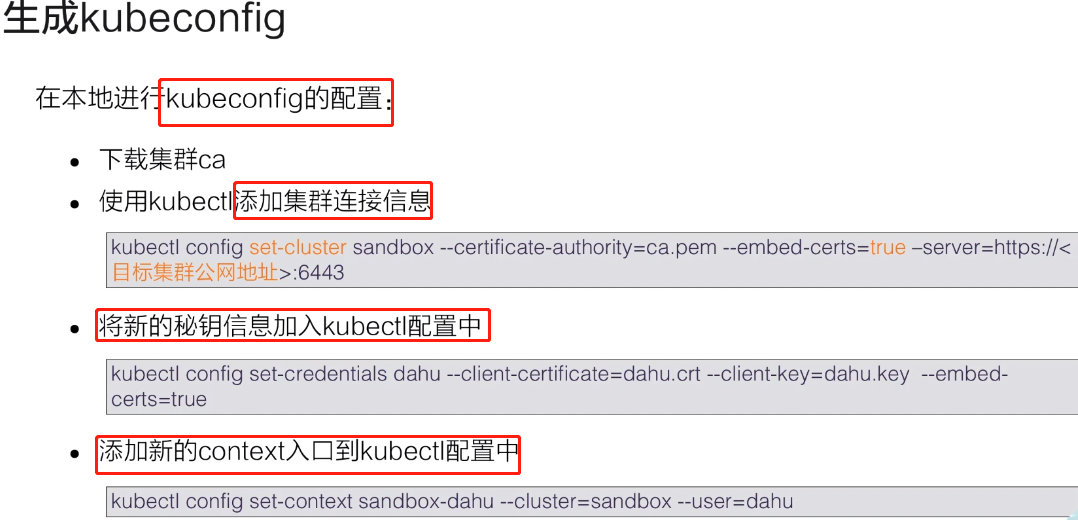 生成kubeconfig
在本地进行kubeconfig的配置：
• 下载集群ca
• 使用kubectl添加集群连接信息
kubectl config set-cluster sandbox --certificate-authority=ca.pem --embed-certs=true –server=https://<
目标集群公网地址>:6443
• 将新的秘钥信息加入kubectl配置中
kubectl config set-credentials dahu --client-certificate=dahu.crt --client-key=dahu.key --embed-
certs=true
• 添加新的context入口到kubectl配置中
kubectl config set-context sandbox-dahu --cluster=sandbox --user=dahu